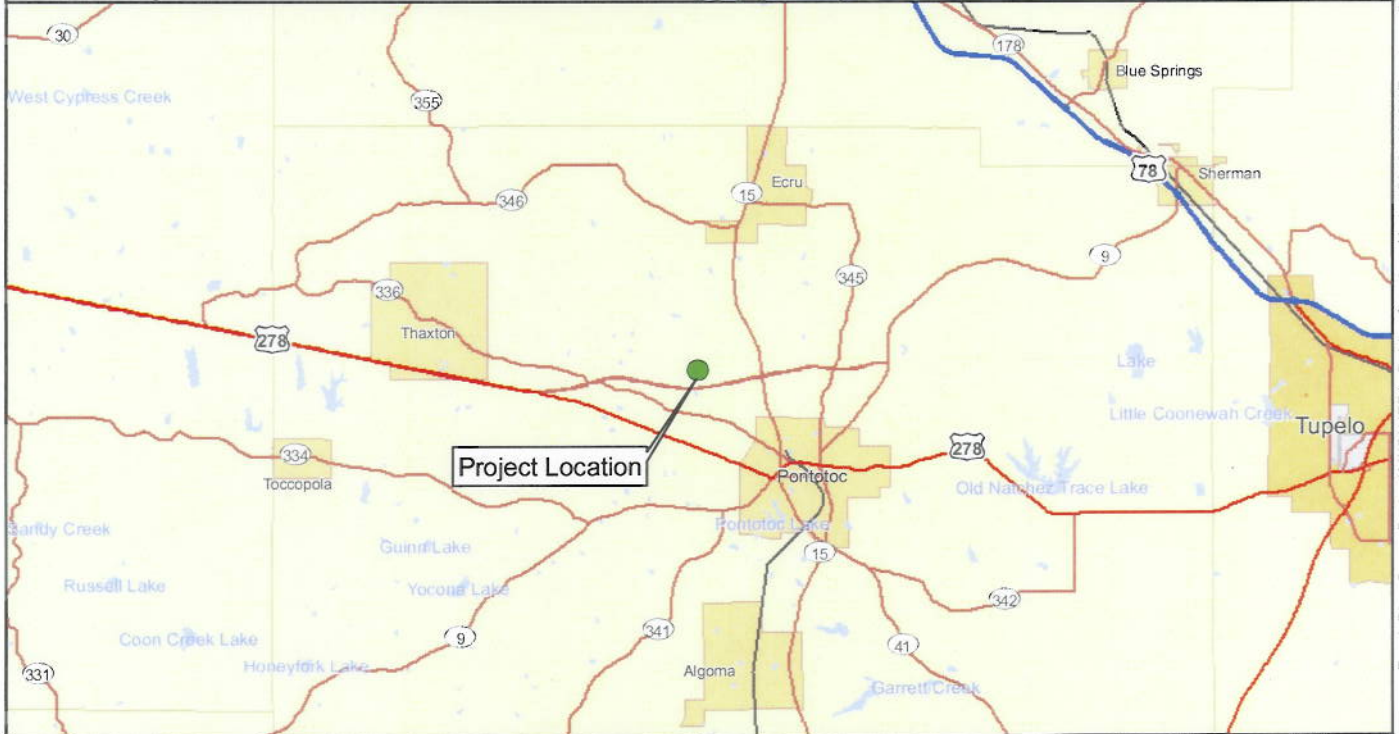 30
178
Blue Springs
West Cypress Creek
355
78
Sherman
Ecru
15
346
9
345
336
Thaxton
278
Lake
Little Coonewah Creek
Tupelo
Project Location
278
334
Toccopola
Pontotoc
Old Natchez Trace Lake
Pontotoc Lake
Sandy Creek
Guinn Lake
15
Russell Lake
Yocona Lake
342
Coon Creek Lake
9
341
41
Honeyfork Lake
331
Algoma
Garrett Creek